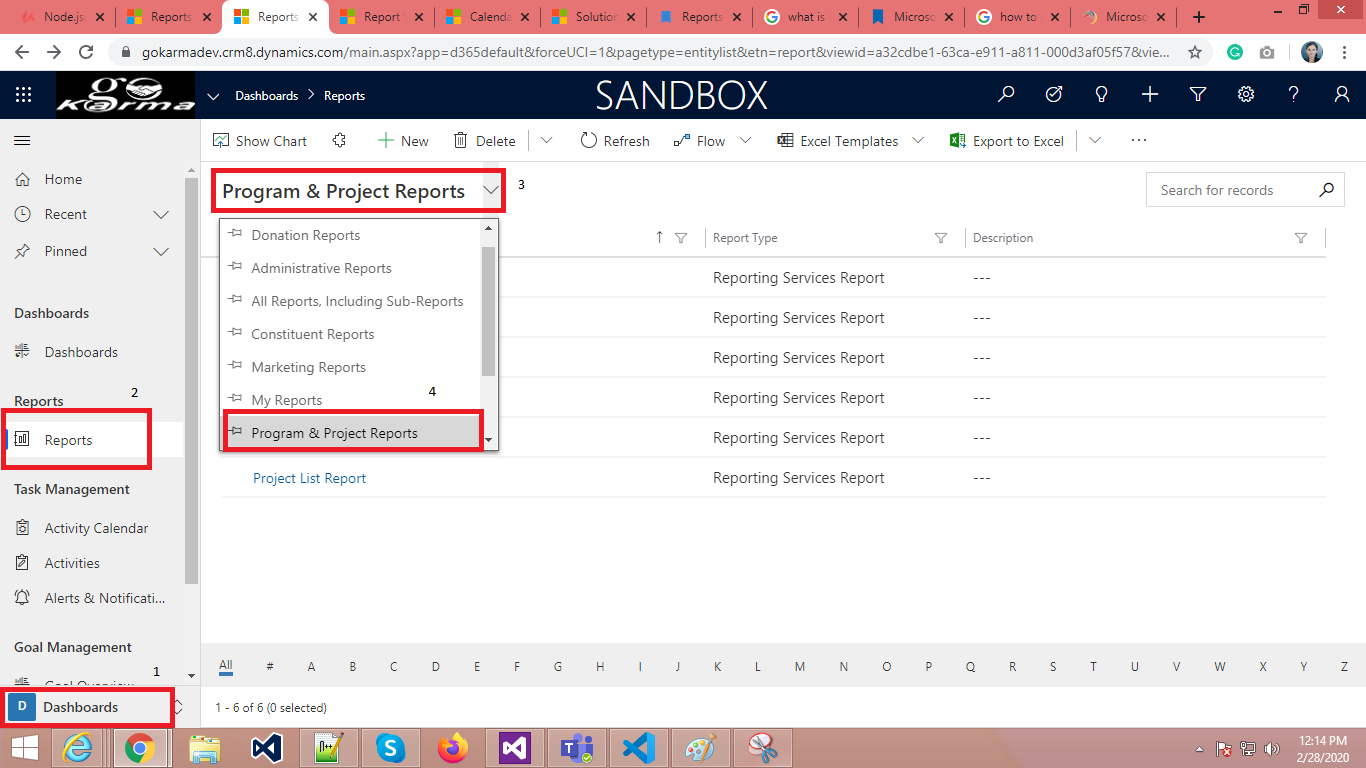 Node.js
Reports
Reports
Report
Calenda
Solution
Reports
what is
Microso
how to
Microso
gokarmadev.crm8.dynamics.com/main.aspx?app=d365default&forceUCI=1&pagetype=entitylist&etn=report&viewid=a32cdbe1-63ca-e911-a811-000d3af05f57&vie...
go karma
Dashboards > Reports
SANDBOX
Show Chart
New
Delete
Refresh
Flow
Excel Templates
Export to Excel
Home
Recent
Pinned
Dashboards
Dashboards
Reports
2
Reports
Task Management
Activity Calendar
Activities
Alerts & Notificati...
Goal Management
1
Goal Overview
D Dashboards
Program & Project Reports
3
Search for records
Donation Reports
Administrative Reports
All Reports, Including Sub-Reports
Constituent Reports
Marketing Reports
My Reports
4
Program & Project Reports
Report Type
Description
Reporting Services Report ---
Reporting Services Report ---
Reporting Services Report ---
Reporting Services Report ---
Reporting Services Report ---
Project List Report Reporting Services Report ---
All # A B C D E F G H I J K L M N O P Q R S T U V W X Y Z
1 - 6 of 6 (0 selected)
12:14 PM
2/28/2020